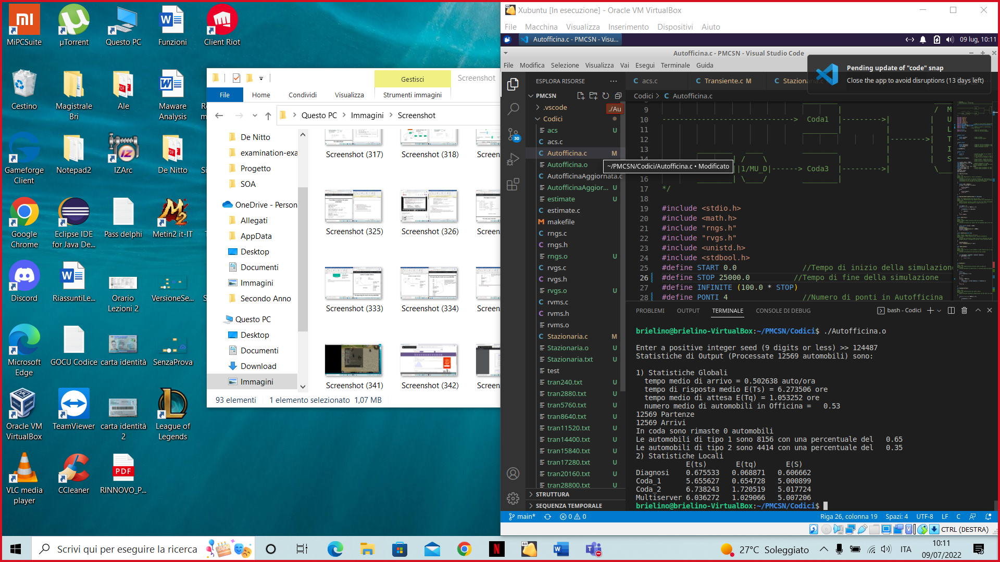 MiPCSuite
µTorrent
Questo PC
Funzioni
Client Riot
Cestino
Magistrale
Bri
Ale
Maware
Analysis
Gameforge
Client
Notepad2
IZArc
De Nitto
Google
Chrome
Eclipse IDE
for Java De...
Pass delphi
Metin2 it-IT
Discord
RiassuntiLe...
Orario
Lezioni 2
VersioneSe...
Microsoft
Edge
GOCU Codice
carta identità
SenzaProva
Oracle VM
VirtualBox
TeamViewer
carta identità
2
League of
Legends
VLC media
player
CCleaner
RINNOVO_P...
Gestisci
Screenshot
File
Home
Condividi
Visualizza
Strumenti immagini
Questo PC
Immagini
Screenshot
De Nitto
examination-exa
Progetto
SOA
OneDrive - Person
Allegati
AppData
Desktop
Documenti
Immagini
Secondo Anno
Questo PC
Desktop
Documenti
Download
Immagini
Screenshot (317)
Screenshot (318)
Screen
Screenshot (325)
Screenshot (326)
Screen
Screenshot (333)
Screenshot (334)
Screen
Screenshot (341)
Screenshot (342)
Screen
93 elementi
1 elemento selezionato 1,07 MB
Xubuntu [In esecuzione] - Oracle VM VirtualBox
File Macchina Visualizza Inserimento Dispositivi Aiuto
Autofficina.c - PMCSN - Visu...
09 lug, 10:11
Autofficina.c - PMCSN - Visual Studio Code
File Modifica Selezione Visualizza Vai Esegui Terminale Guida
Pending update of "code" snap
Close the app to avoid disruptions (13 days left)
ESPLORA RISORSE
acs.c
Transiente.c M
Stazionaria.c
PMCSN
Codici > Autofficina.c
.vscode
./Au
Codici
acs U
acs.c
Autofficina.c M
Autofficina.o
~/PMCSN/Codici/Autofficina.c • Modificato
AutofficinaAggiornata.c
AutofficinaAggior... U
estimate U
estimate.c
makefile
rngs.c
rngs.h
rngs.o U
rvgs.c
rvgs.h
rvgs.o U
rvms.c
rvms.h
rvms.o
Stazionaria.c M
Stazionaria.o U
Stazionaria.txt U
test
tran240.txt U
tran2880.txt U
tran5760.txt U
tran8640.txt U
tran11520.txt U
tran14400.txt U
tran15840.txt U
tran17280.txt U
tran20160.txt U
tran28800.txt U
STRUTTURA
SEQUENZA TEMPORALE
9 | / M
10 ------------------------------> Coda1 |--------->| | U
11 | | | L
12 |-------->| T
13 | I
14 | / \ | | S
||1/MU_D|------> Coda3 |--------->| \___
16 | \____/ |
17 */
18
19 #include <stdio.h>
20 #include <math.h>
21 #include "rngs.h"
22 #include "rvgs.h"
23 #include <unistd.h>
24 #include <stdbool.h>
25 #define START 0.0 //Tempo di inizio della simulazione
26 #define STOP 25000.0 //Tempo di fine della simulazione
27 #define INFINITE (100.0 * STOP)
28 #define PONTI 4 //Numero di ponti in Autofficina
PROBLEMI OUTPUT TERMINALE CONSOLE DI DEBUG
bash - Codici
brielino@brielino-VirtualBox:~/PMCSN/Codici$ ./Autofficina.o
Enter a positive integer seed (9 digits or less) >> 124487
Statistiche di Output (Processate 12569 automobili) sono:
1) Statistiche Globali
tempo medio di arrivo = 0.502638 auto/ora
tempo di risposta medio E(Ts) = 6.273506 ore
tempo medio di attesa E(Tq) = 1.053252 ore
numero medio di automobili in Officina = 0.53
12569 Partenze
12569 Arrivi
In coda sono rimaste 0 automobili
Le automobili di tipo 1 sono 8156 con una percentuale del 0.65
Le automobili di tipo 2 sono 4414 con una percentuale del 0.35
2) Statistiche Locali
E(ts) E(tq) E(S)
Diagnosi 0.675533 0.068871 0.606662
Coda_1 5.655627 0.654728 5.000899
Coda_2 6.738243 1.720519 5.017724
Multiserver 6.036272 1.029066 5.007206
brielino@brielino-VirtualBox:~/PMCSN/Codici$
main* 0 0
Riga 26, colonna 19 Spazi: 4 UTF-8 LF C
CTRL (DESTRA)
Scrivi qui per eseguire la ricerca
27°C Soleggiato
ITA
10:11
09/07/2022